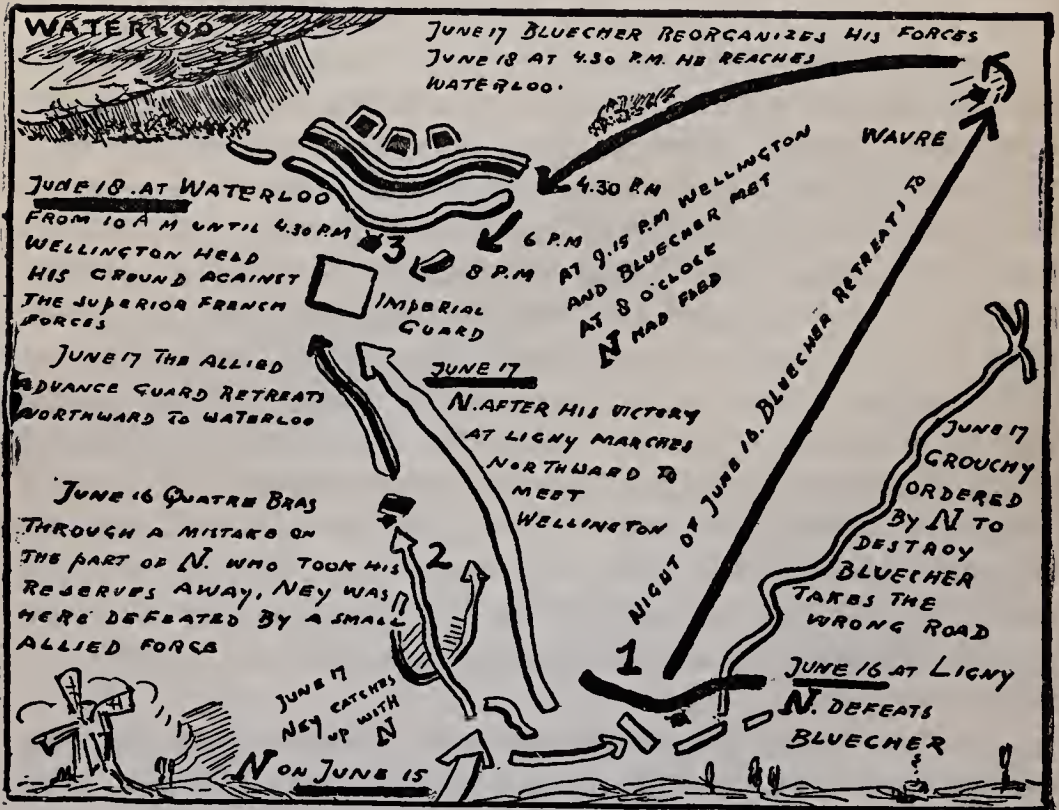 WATERLOO
JUNE 17 BLUECHER REORGANIZES HIS FORCES
JUNE 18 AT 4.30 P.M. HE REACHES
WATERLOO.
WAVRE
4.30 P.M
6 P.M
8 P.M
AT 9.15 P.M WELLINGTON
AND BLUECHER MET
AT 8 O'CLOCK
N HAD FLED
JUNE 18. AT WATERLOO
FROM 10 A M UNTIL 4.30 P.M
WELLINGTON HELD
HIS GROUND AGAINST
THE SUPERIOR FRENCH
FORCES
3
IMPERIAL
GUARD
JUNE 17 THE ALLIED
ADVANCE GUARD RETREATS
NORTHWARD TO WATERLOO
JUNE 17
N. AFTER HIS VICTORY
AT LIGNY MARCHES
NORTHWARD TO
MEET
WELLINGTON
NIGHT OF JUNE 16. BLUECHER RETREATS TO
JUNE 17
GROUCHY
ORDERED
BY N TO
DESTROY
BLUECHER
TAKES THE
WRONG ROAD
JUNE 16 QUATRE BRAS
THROUGH A MISTAKE ON
THE PART OF N. WHO TOOK HIS
RESERVES AWAY, NEY WAS
HERE DEFEATED BY A SMALL
ALLIED FORCE
2
1
JUNE 16 AT LIGNY
N. DEFEATS
BLUECHER
JUNE 17
NEY CATCHES
UP WITH
N
N ON JUNE 15